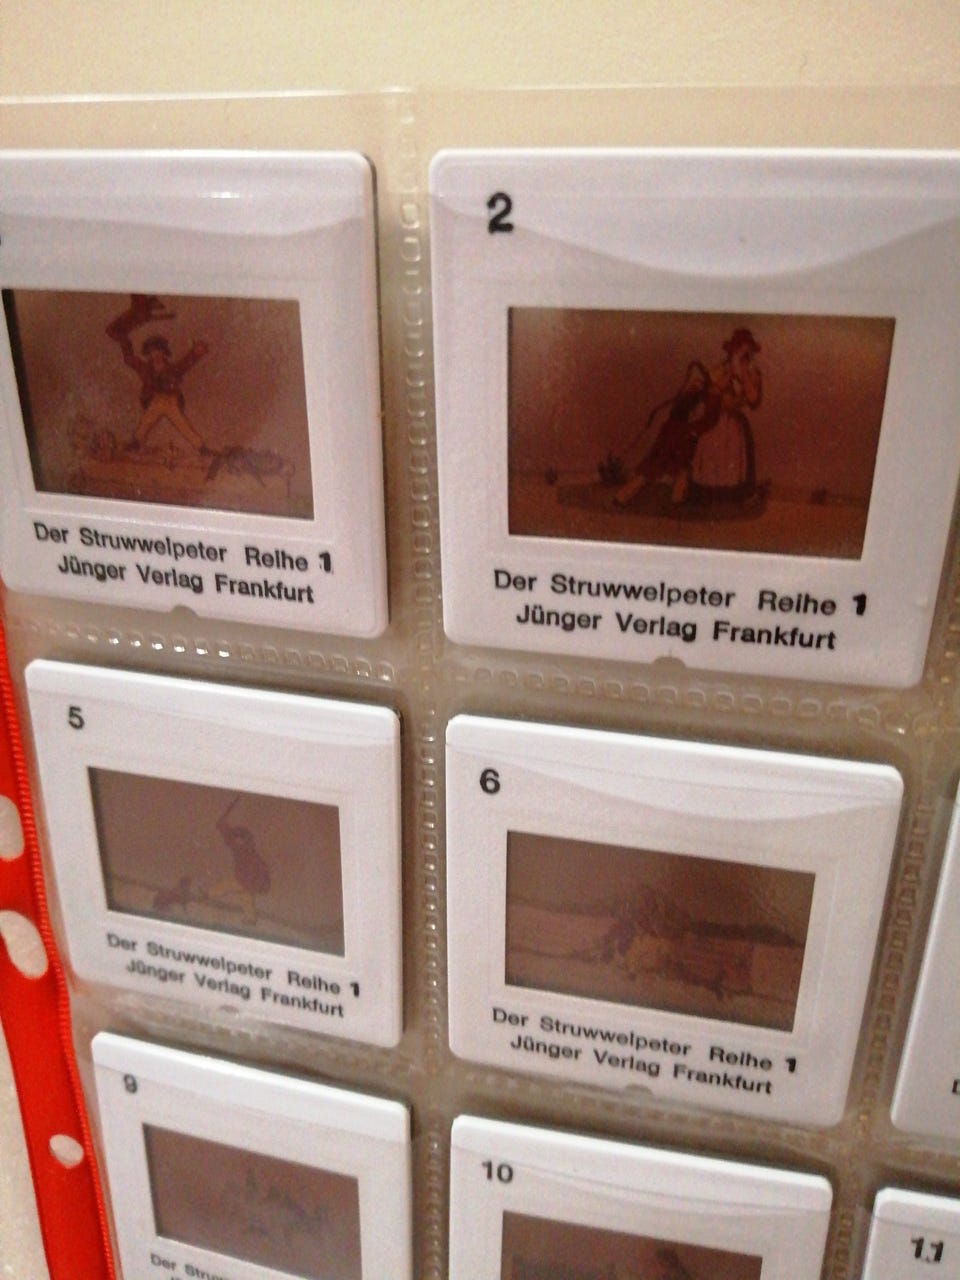 2
Der Struwwelpeter Reihe 1
Jünger Verlag Frankfurt
Der Struwwelpeter Reihe 1
Jünger Verlag Frankfurt
5
6
Der Struwwelpeter Reihe 1
Jünger Verlag Frankfurt
Der Struwwelpeter Reihe 1
Jünger Verlag Frankfurt
9
10
11
Der